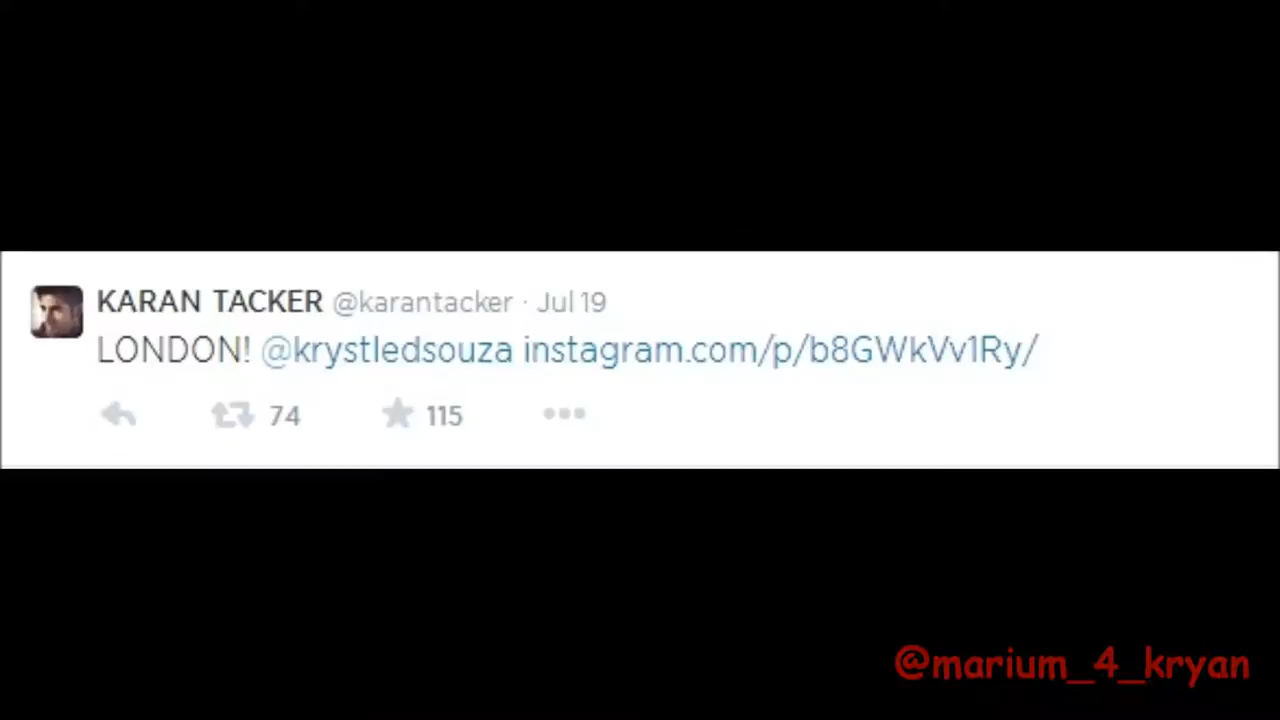 KARAN TACKER @karantacker · Jul 19
LONDON! @krystledsouza instagram.com/p/b8GWkVv1Ry/
74 115
@marium_4_kryan